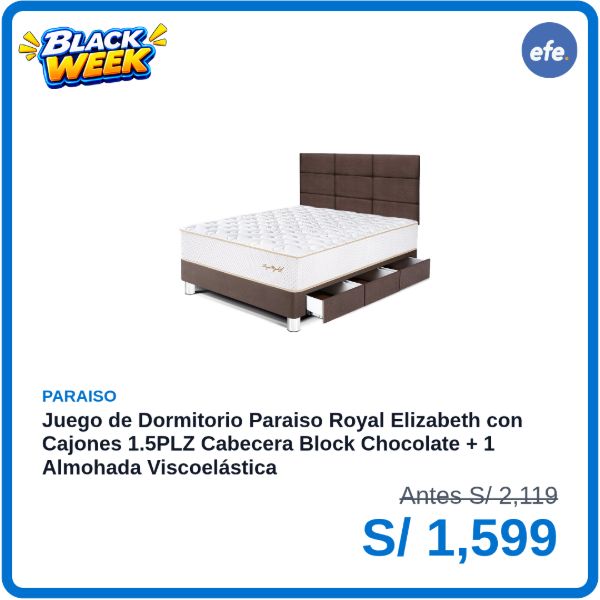 BLACK
WEEK
efe.
PARAISO
Juego de Dormitorio Paraiso Royal Elizabeth con
Cajones 1.5PLZ Cabecera Block Chocolate + 1
Almohada Viscoelástica
Antes S/ 2,119
S/ 1,599